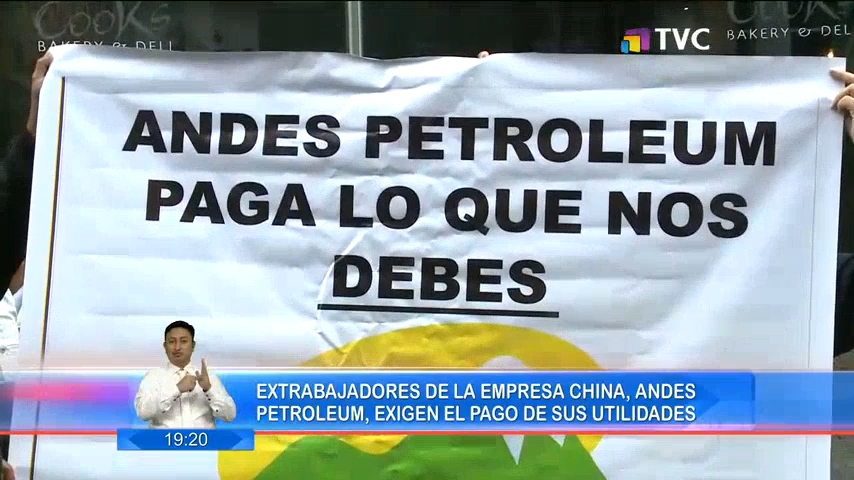 Cooks
BAKERY & DELI
TVC
Cooks
BAKERY & DEL
ANDES PETROLEUM
PAGA LO QUE NOS
DEBES
EXTRABAJADORES DE LA EMPRESA CHINA, ANDES
PETROLEUM, EXIGEN EL PAGO DE SUS UTILIDADES
19:20